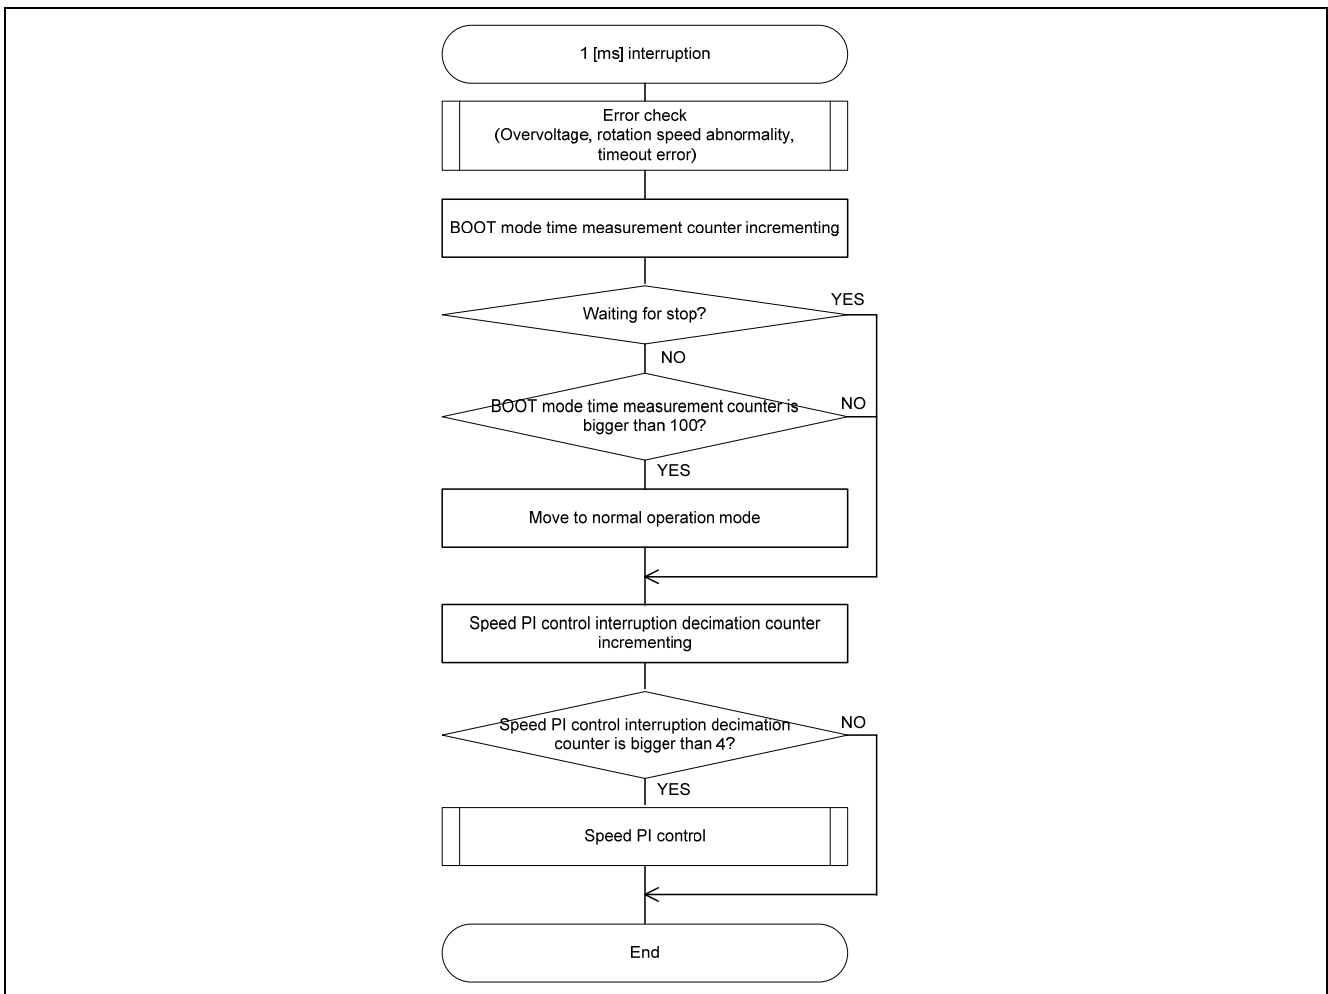 1 [ms] interruption
Error check
(Overvoltage, rotation speed abnormality,
timeout error)
BOOT mode time measurement counter incrementing
YES
Waiting for stop?
NO
BOOT mode time measurement counter is
bigger than 100?
NO
YES
Move to normal operation mode
Speed PI control interruption decimation counter
incrementing
Speed PI control interruption decimation
counter is bigger than 4?
NO
YES
Speed PI control
End